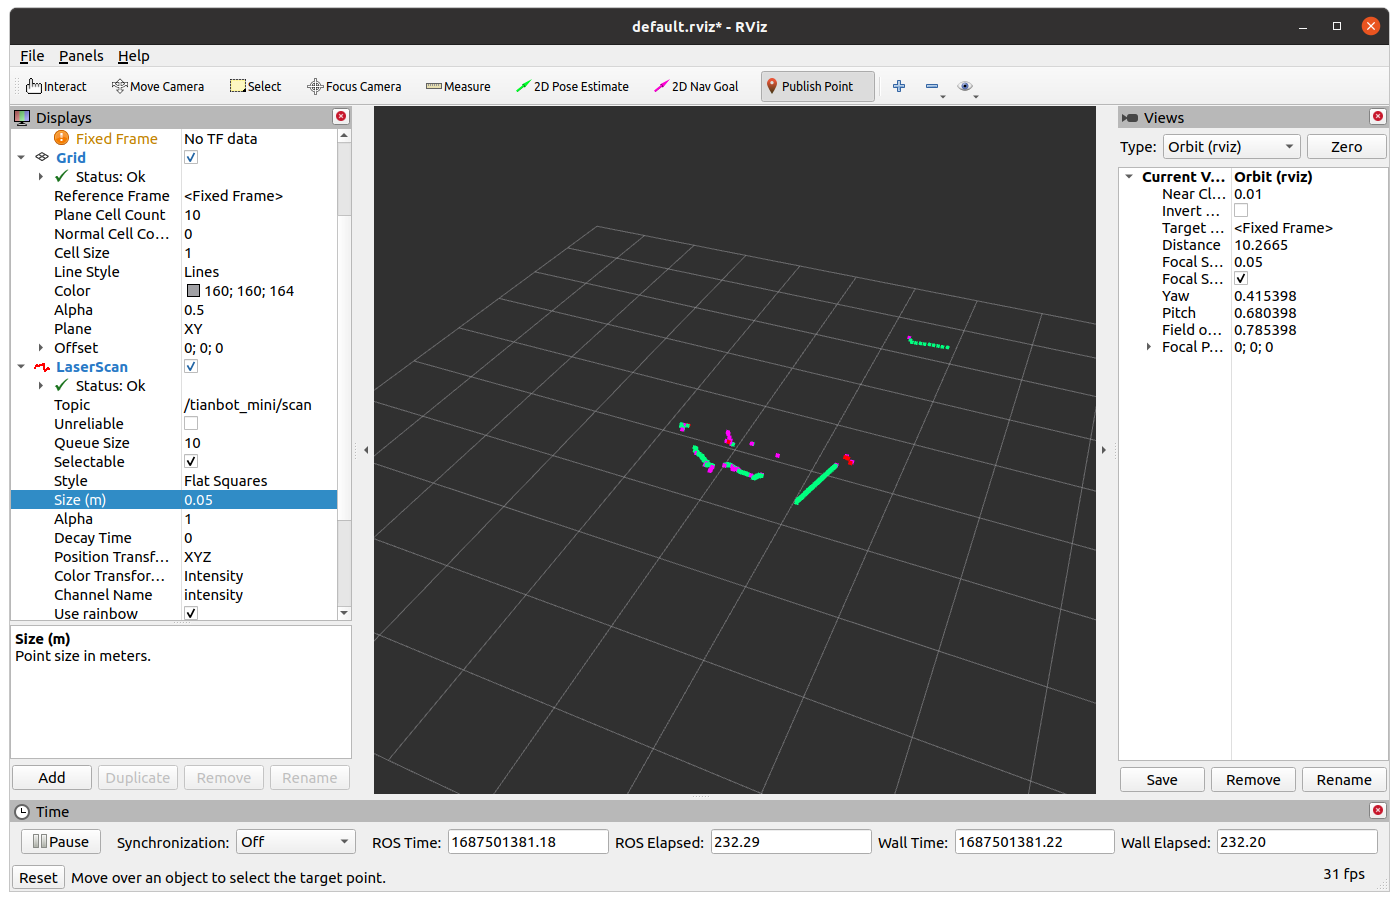 default.rviz* - RViz
File Panels Help
Interact Move Camera Select Focus Camera Measure 2D Pose Estimate 2D Nav Goal Publish Point
Displays
Fixed Frame No TF data
Grid
Status: Ok
Reference Frame <Fixed Frame>
Plane Cell Count 10
Normal Cell Co... 0
Cell Size 1
Line Style Lines
Color 160; 160; 164
Alpha 0.5
Plane XY
Offset 0; 0; 0
LaserScan
Status: Ok
Topic /tianbot_mini/scan
Unreliable
Queue Size 10
Selectable
Style Flat Squares
Size (m) 0.05
Alpha 1
Decay Time 0
Position Transf... XYZ
Color Transfor... Intensity
Channel Name intensity
Use rainbow
Size (m)
Point size in meters.
Add Duplicate Remove Rename
Views
Type: Orbit (rviz) Zero
Current V... Orbit (rviz)
Near Cl... 0.01
Invert ...
Target ... <Fixed Frame>
Distance 10.2665
Focal S... 0.05
Focal S...
Yaw 0.415398
Pitch 0.680398
Field o... 0.785398
Focal P... 0; 0; 0
Save Remove Rename
Time
Pause Synchronization: Off ROS Time: 1687501381.18 ROS Elapsed: 232.29 Wall Time: 1687501381.22 Wall Elapsed: 232.20
Reset Move over an object to select the target point. 31 fps